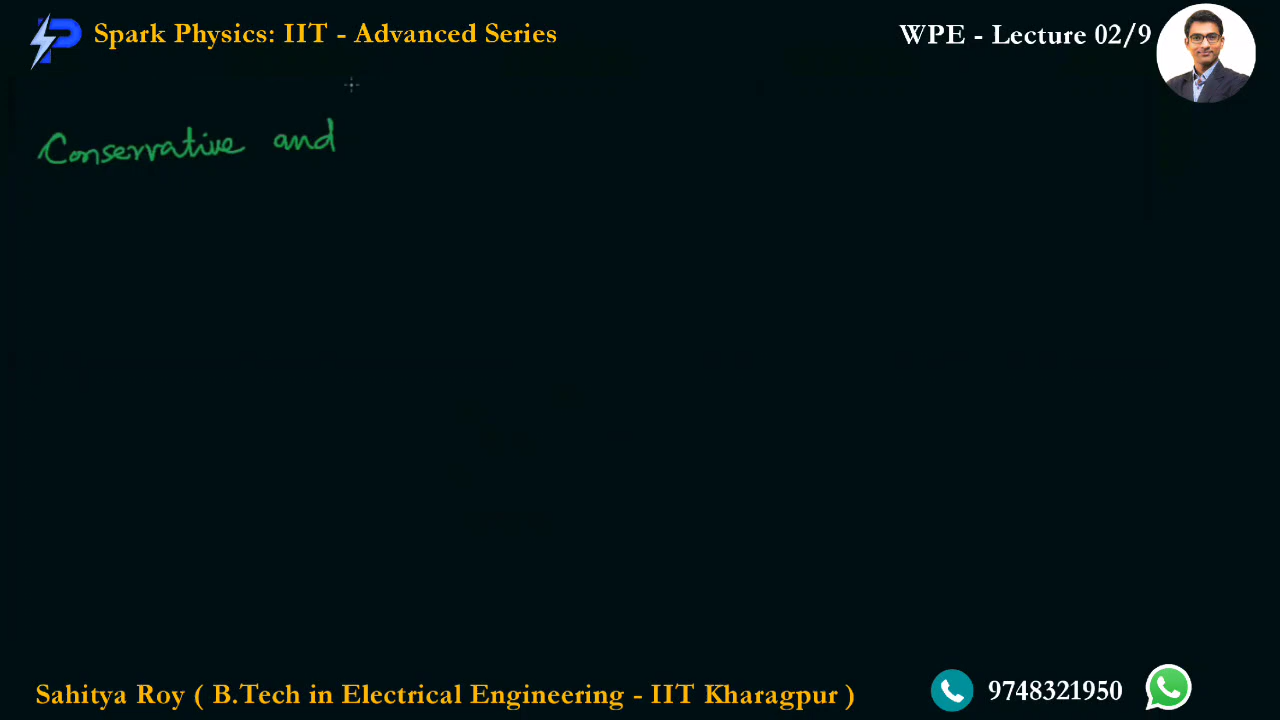 Spark Physics: IIT - Advanced Series
WPE - Lecture 02/9
Conservative and
Sahitya Roy ( B.Tech in Electrical Engineering - IIT Kharagpur )
9748321950